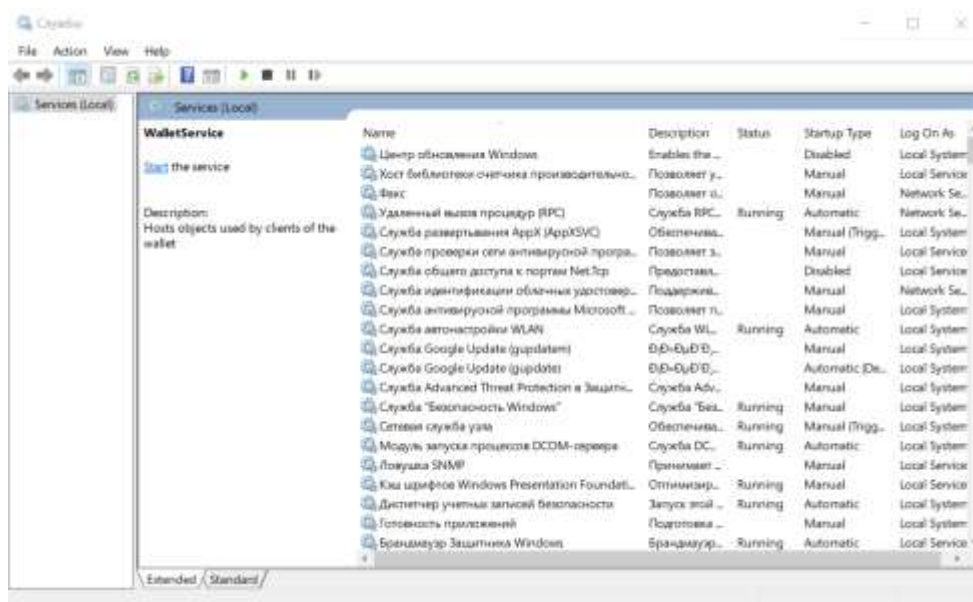 Службы
File Action View Help
Services (Local)
Services (Local)
WalletService
Start the service
Description:
Hosts objects used by clients of the
wallet
Name Description Status Startup Type Log On As
Центр обновления Windows Enables the ... Disabled Local System
Хост библиотеки счетчика производительно... Позволяет у... Manual Local Service
Факс Позволяет о... Manual Network Se...
Удаленный вызов процедур (RPC) Служба RPC... Running Automatic Network Se...
Служба развертывания AppX (AppXSVC) Обеспечива... Manual (Trigg... Local System
Служба проверки сети антивирусной програ... Позволяет з... Manual Local Service
Служба общего доступа к портам Net.Tcp Предостав... Disabled Local Service
Служба идентификации облачных удостовер... Поддержив... Manual Network Se...
Служба антивирусной программы Microsoft ... Позволяет п... Manual Local System
Служба автонастройки WLAN Служба WL... Running Automatic Local System
Служба Google Update (gupdatem) Manual Local System
Служба Google Update (gupdate) Automatic (De... Local System
Служба Advanced Threat Protection в Защитн... Служба Adv... Manual Local System
Служба "Безопасность Windows" Служба "Без... Running Manual Local System
Сетевая служба узла Обеспечива... Running Manual (Trigg... Local System
Модуль запуска процессов DCOM-сервера Служба DC... Running Automatic Local System
Ловушка SNMP Принимает ... Manual Local Service
Кэш шрифтов Windows Presentation Foundati... Оптимизир... Running Manual Local Service
Диспетчер учетных записей безопасности Запуск этой ... Running Automatic Local System
Готовность приложений Подготовка ... Manual Local System
Брандмауэр Защитника Windows Брандмауэр... Running Automatic Local Service
Extended Standard